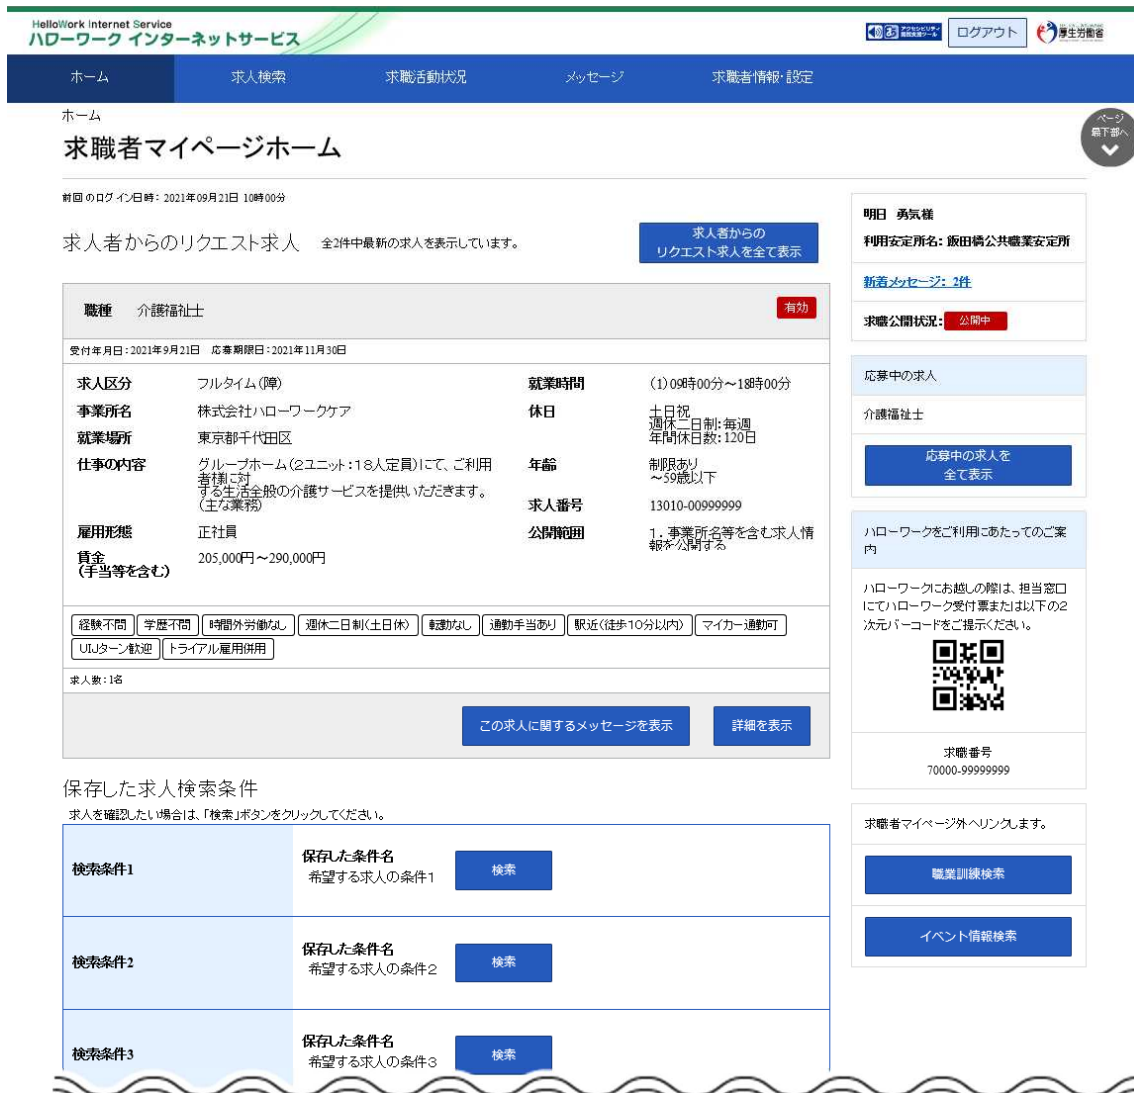 HelloWork Internet Service
ハローワーク インターネットサービス
アクセシビリティ
閲覧支援ツール
ログアウト
厚生労働省
ホーム
求人検索
求職活動状況
メッセージ
求職者情報・設定
ホーム
求職者マイページホーム
ページ
最下部へ
前回のログイン日時：2021年09月21日 10時00分
求人者からのリクエスト求人
全2件中最新の求人を表示しています。
求人者からの
リクエスト求人を全て表示
職種 介護福祉士
有効
受付年月日：2021年9月21日 応募期限日：2021年11月30日
求人区分 フルタイム（障）
事業所名 株式会社ハローワークケア
就業場所 東京都千代田区
仕事の内容 グループホーム（２ユニット：１８人定員）にて、ご利用
者様に対
する生活全般の介護サービスを提供いただきます。
（主な業務）
雇用形態 正社員
賃金
（手当等を含む）
205,000円～290,000円
就業時間 （1）09時00分～18時00分
休日 土日祝
週休二日制：毎週
年間休日数：120日
年齢 制限あり
～59歳以下
求人番号 13010-00999999
公開範囲 1．事業所名等を含む求人情
報を公開する
経験不問 学歴不問 時間外労働なし 週休二日制（土日休） 転勤なし 通勤手当あり 駅近（徒歩10分以内） マイカー通勤可
UIJターン歓迎 トライアル雇用併用
求人数：1名
この求人に関するメッセージを表示
詳細を表示
保存した求人検索条件
求人を確認したい場合は、「検索」ボタンをクリックしてください。
検索条件1
保存した条件名
希望する求人の条件１
検索
検索条件2
保存した条件名
希望する求人の条件２
検索
検索条件3
保存した条件名
希望する求人の条件３
検索
明日 勇気様
利用安定所名：飯田橋公共職業安定所
新着メッセージ：2件
求職公開状況： 公開中
応募中の求人
介護福祉士
応募中の求人を
全て表示
ハローワークをご利用にあたってのご案
内
ハローワークにお越しの際は、担当窓口
にてハローワーク受付票または以下の2
次元バーコードをご提示ください。
求職番号
70000-99999999
求職者マイページ外へリンクします。
職業訓練検索
イベント情報検索